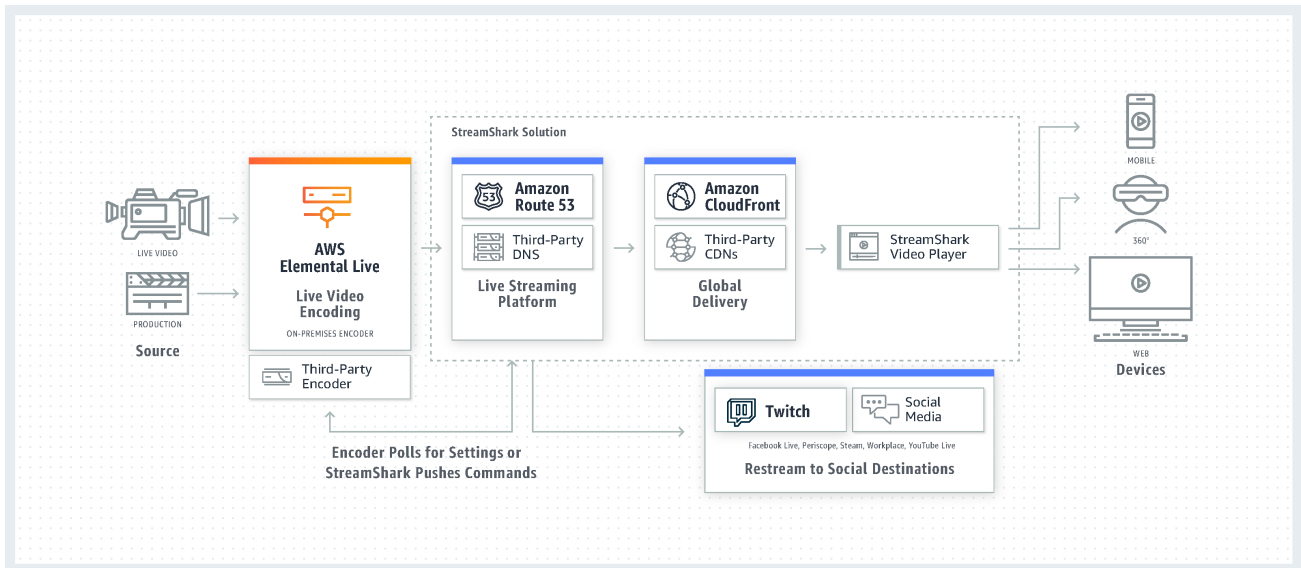 StreamShark Solution
LIVE VIDEO
PRODUCTION
Source
AWS
Elemental Live
Live Video
Encoding
ON-PREMISES ENCODER
Third-Party
Encoder
53
Amazon
Route 53
Third-Party
DNS
Live Streaming
Platform
Amazon
CloudFront
Third-Party
CDNs
Global
Delivery
StreamShark
Video Player
MOBILE
360°
WEB
Devices
Encoder Polls for Settings or
StreamShark Pushes Commands
Twitch
Social
Media
Facebook Live, Periscope, Steam, Workplace, YouTube Live
Restream to Social Destinations